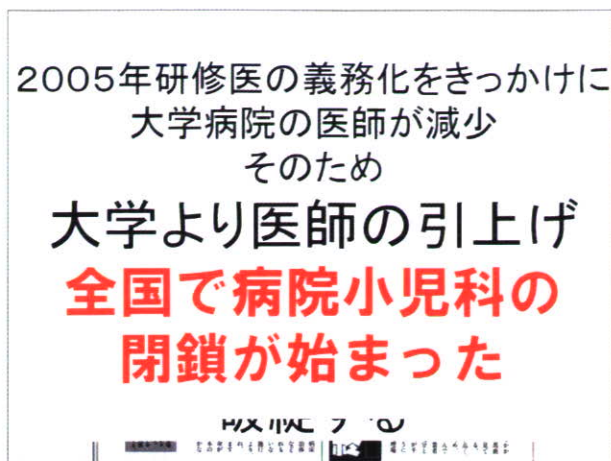 2005年研修医の義務化をきっかけに
大学病院の医師が減少
そのため
大学より医師の引上げ
全国で病院小児科の
閉鎖が始まった